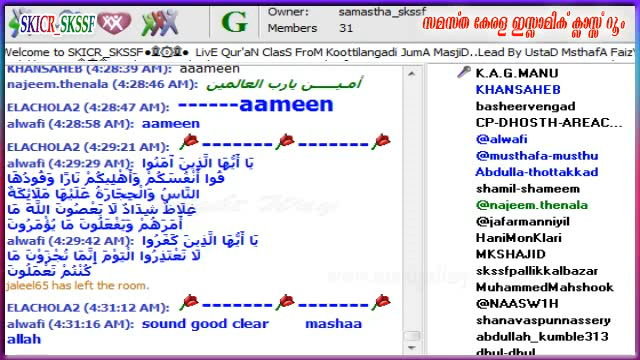 SKICR_SKSSF
G
Owner: samastha_skssf
Members 31
സമസ്ത കേരള ഇസ്ലാമിക് ക്ലാസ്സ് റൂം
Welcome to SKICR_SKSSF LivE Qur'aN ClasS FroM Koottilangadi JumA MasjiD..Lead By UstaD MsthafA Faiz
KHANSAHEB (4:28:39 AM): aaameen
najeem.thenala (4:28:46 AM): أمـيـــن يارب العالمين
ELACHOLA2 (4:28:47 AM): ------aameen
alwafi (4:28:58 AM): aameen
ELACHOLA2 (4:29:21 AM): ------- -------
alwafi (4:29:29 AM): يَا أَيُّهَا الَّذِينَ آمَنُوا
قُوا أَنْفُسَكُمْ وَأَهْلِيكُمْ نَارًا وَقُودُهَا
النَّاسُ وَالْحِجَارَةُ عَلَيْهَا مَلَائِكَةٌ
غِلَاظٌ شِدَادٌ لَا يَعْصُونَ اللَّهَ مَا
أَمَرَهُمْ وَيَفْعَلُونَ مَا يُؤْمَرُونَ
alwafi (4:29:42 AM): يَا أَيُّهَا الَّذِينَ كَفَرُوا
لَا تَعْتَذِرُوا الْيَوْمَ إِنَّمَا تُجْزَوْنَ مَا
كُنْتُمْ تَعْمَلُونَ
jaleel65 has left the room.
ELACHOLA2 (4:31:12 AM): ------- -------
alwafi (4:31:16 AM): sound good clear mashaa
allah
K.A.G.MANU
KHANSAHEB
basheervengad
CP-DHOSTH-AREAC...
@alwafi
@musthafa-musthu
Abdulla-thottakkad
shamil-shameem
@najeem.thenala
@jafarmanniyil
HaniMonKlari
MKSHAJID
skssfpallikkalbazar
MuhammedMahshook
@NAASW1H
shanavaspunnassery
abdullah_kumble313
dhul-dhul